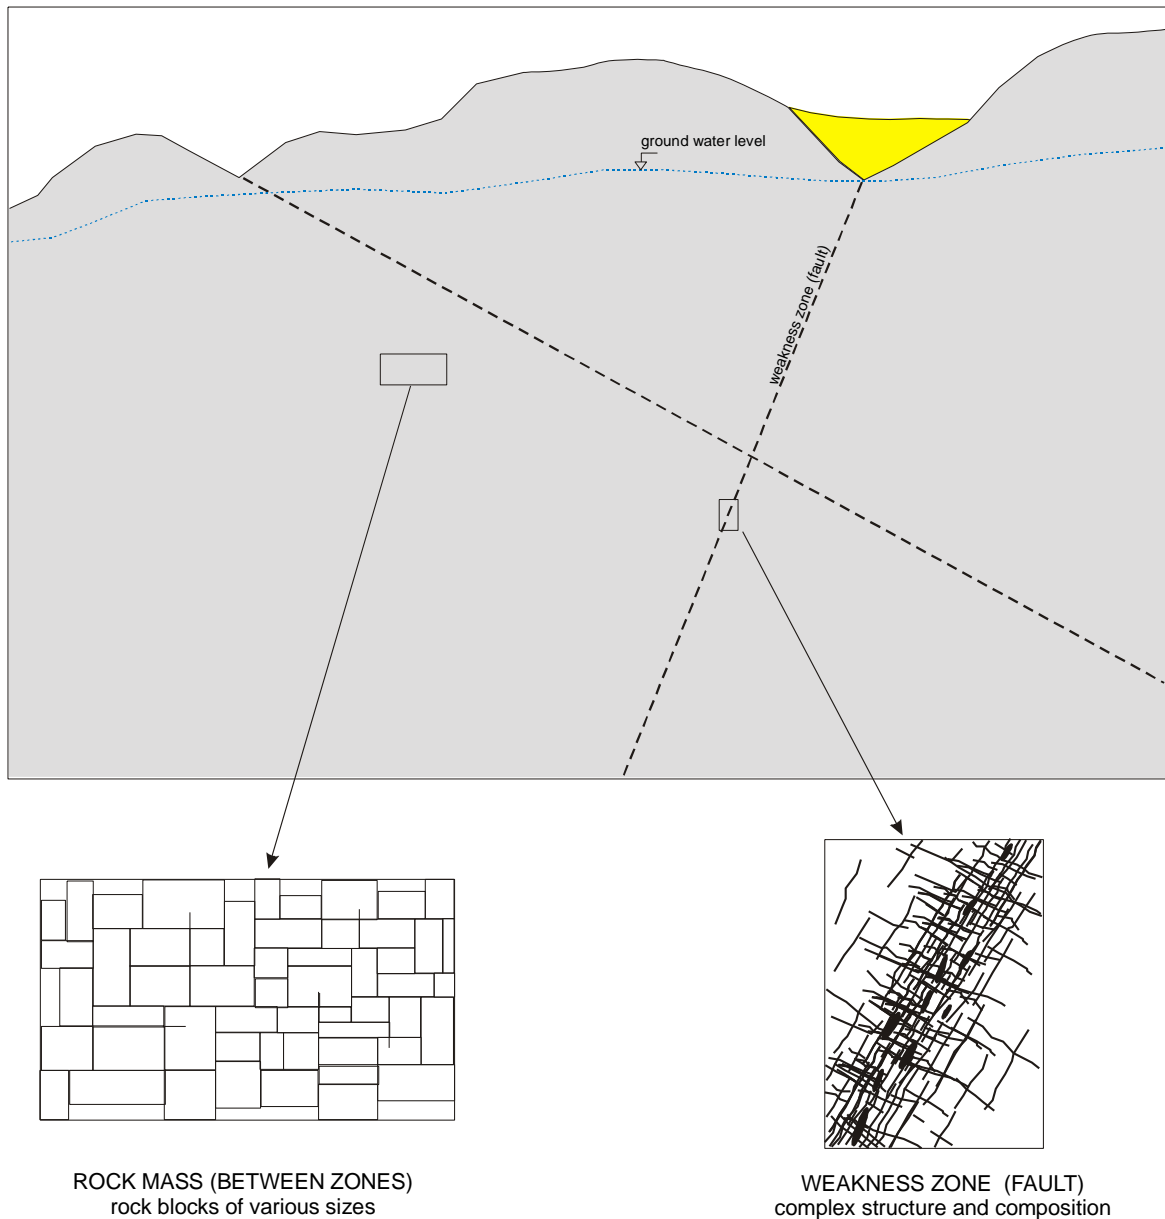 ground water level
weakness zone (fault)
ROCK MASS (BETWEEN ZONES)
rock blocks of various sizes
WEAKNESS ZONE (FAULT)
complex structure and composition